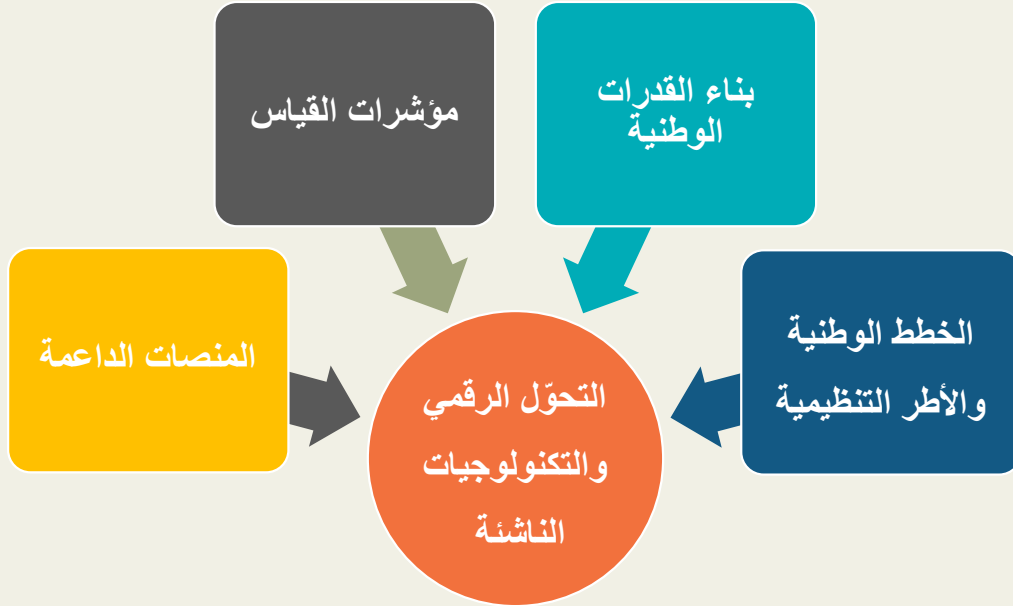 بناء القدرات
الوطنية
مؤشرات القياس
الخطط الوطنية
والأطر التنظيمية
المنصات الداعمة
التحوّل الرقمي
والتكنولوجيات
الناشئة